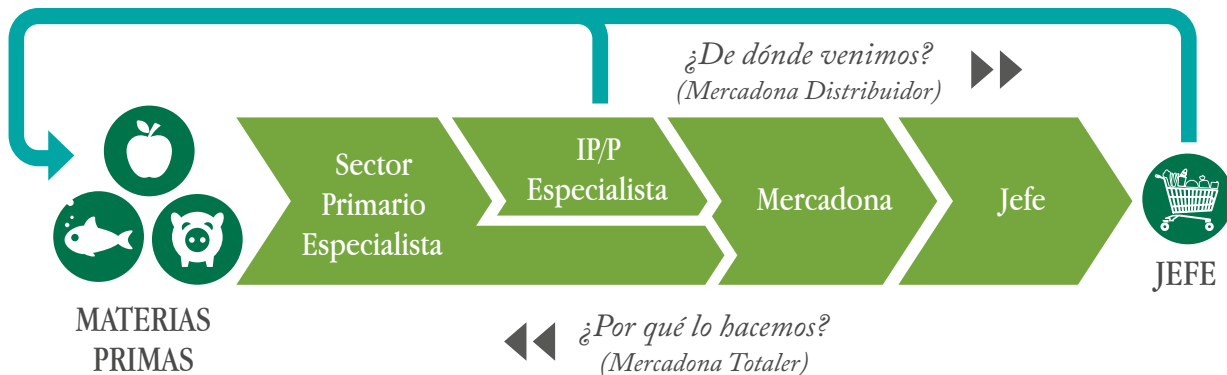 ¿De dónde venimos?
(Mercadona Distribuidor)
Sector
Primario
Especialista
IP/P
Especialista
Mercadona
Jefe
JEFE
MATERIAS
PRIMAS
¿Por qué lo hacemos?
(Mercadona Totaler)